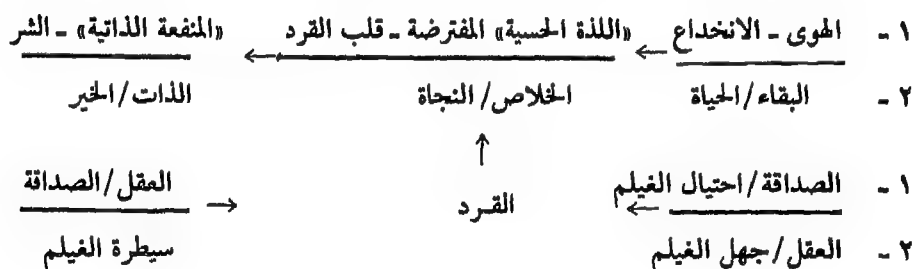 ١ - الهوى - الانخداع ← «اللذة الحسية» المفترضة - قلب القرد ← «المنفعة الذاتية» - الشر
٢ - البقاء/الحياة الخلاص/النجاة الذات/الخير
↑
١ - الصداقة/احتيال الغيلم ← القرد → العقل/الصداقة
٢ - العقل/جهل الغيلم سيطرة الغيلم